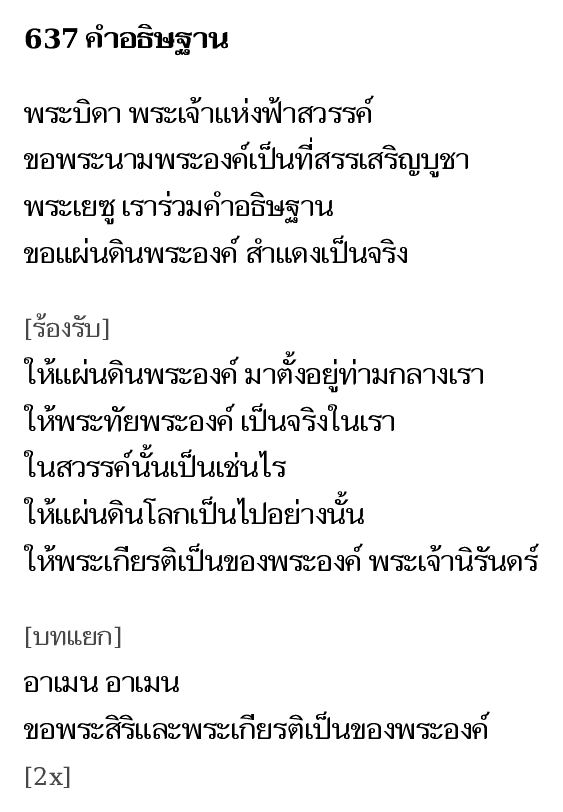 637 คำอธิษฐาน
พระบิดา พระเจ้าแห่งฟ้าสวรรค์
ขอพระนามพระองค์เป็นที่สรรเสริญบูชา
พระเยซู เราร่วมคำอธิษฐาน
ขอแผ่นดินพระองค์ สำแดงเป็นจริง
[ร้องรับ]
ให้แผ่นดินพระองค์ มาตั้งอยู่ท่ามกลางเรา
ให้พระทัยพระองค์ เป็นจริงในเรา
ในสวรรค์นั้นเป็นเช่นไร
ให้แผ่นดินโลกเป็นไปอย่างนั้น
ให้พระเกียรติเป็นของพระองค์ พระเจ้านิรันดร์
[บทแยก]
อาเมน อาเมน
ขอพระสิริและพระเกียรติเป็นของพระองค์
[2x]